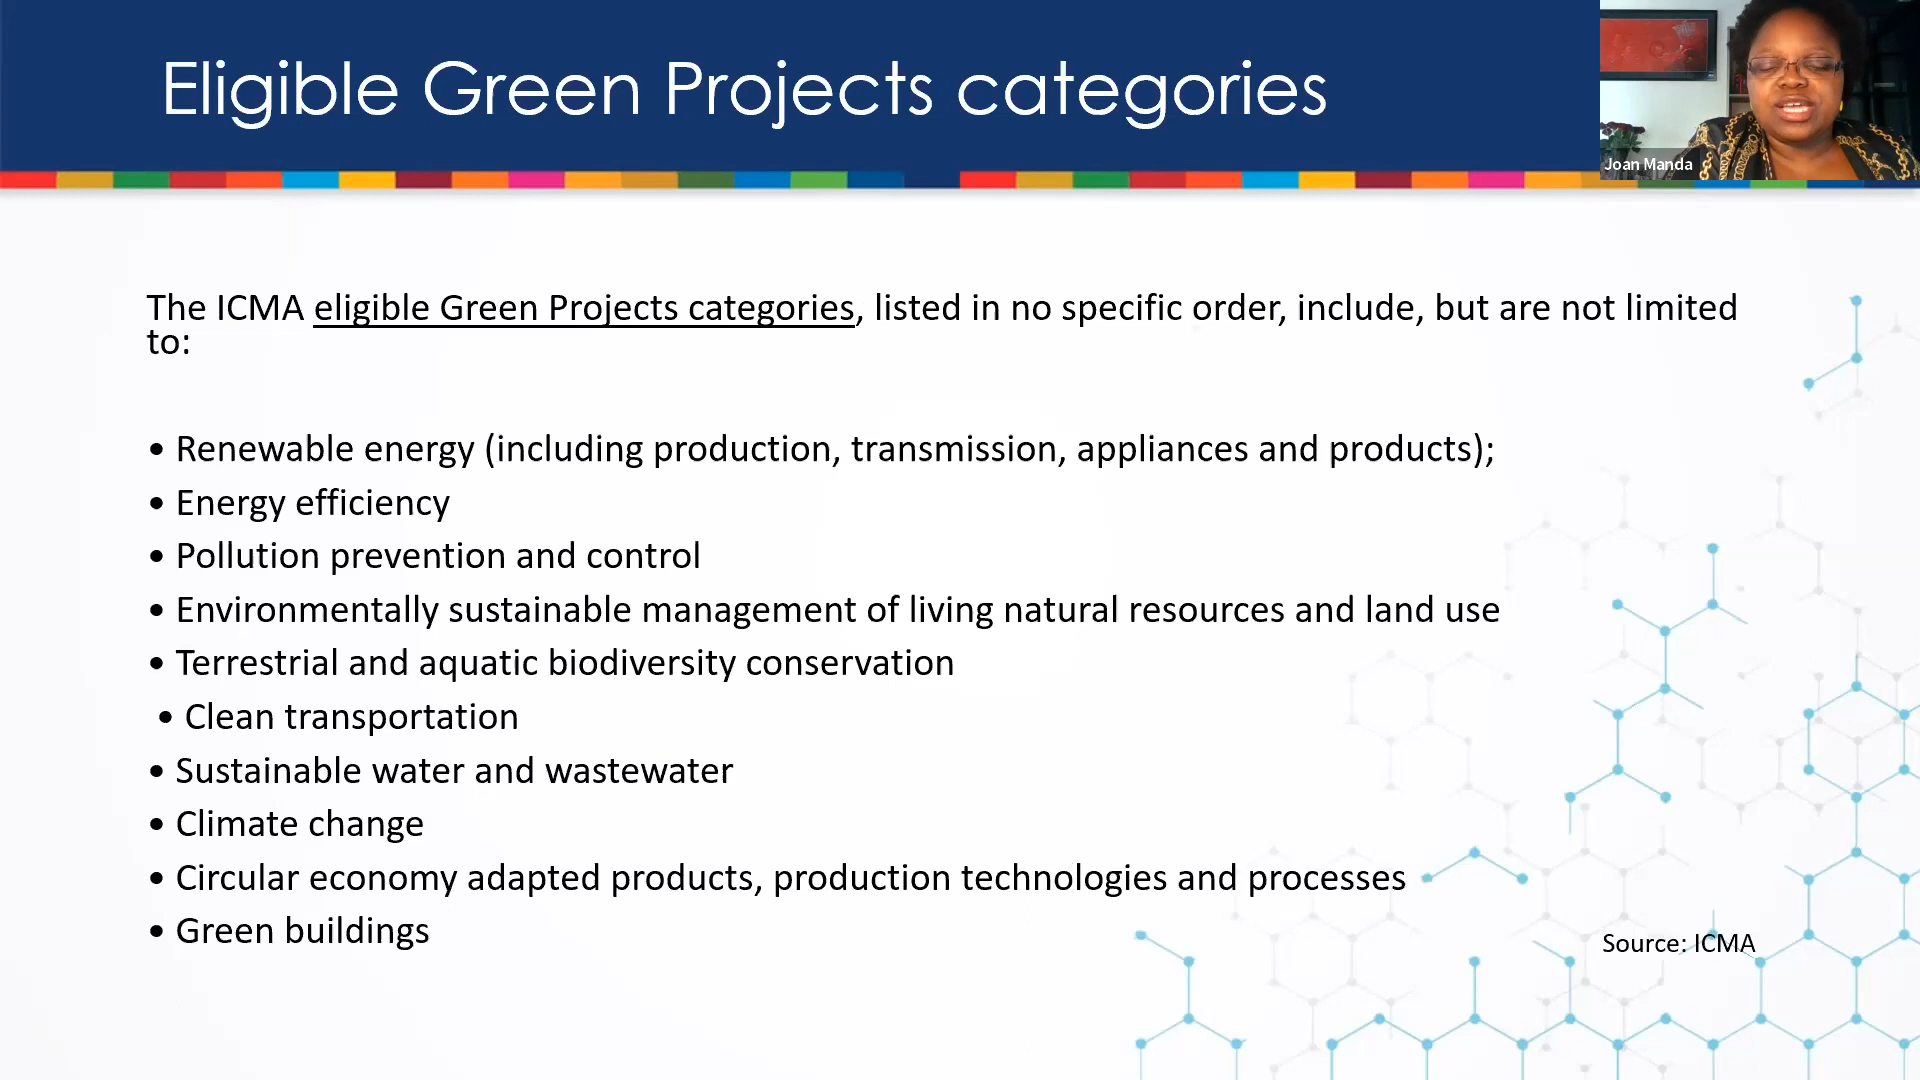 Eligible Green Projects categories
Joan Manda
The ICMA eligible Green Projects categories, listed in no specific order, include, but are not limited
to:
• Renewable energy (including production, transmission, appliances and products);
• Energy efficiency
• Pollution prevention and control
• Environmentally sustainable management of living natural resources and land use
• Terrestrial and aquatic biodiversity conservation
• Clean transportation
• Sustainable water and wastewater
• Climate change
• Circular economy adapted products, production technologies and processes
• Green buildings
Source: ICMA